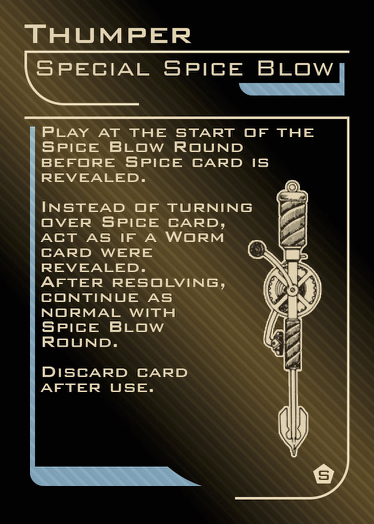 Thumper
Special Spice Blow
Play at the start of the
Spice Blow Round
before Spice card is
revealed.
Instead of turning
over Spice card,
act as if a Worm
card were
revealed.
After resolving,
continue as
normal with
Spice Blow
Round.
Discard card
after use.
S